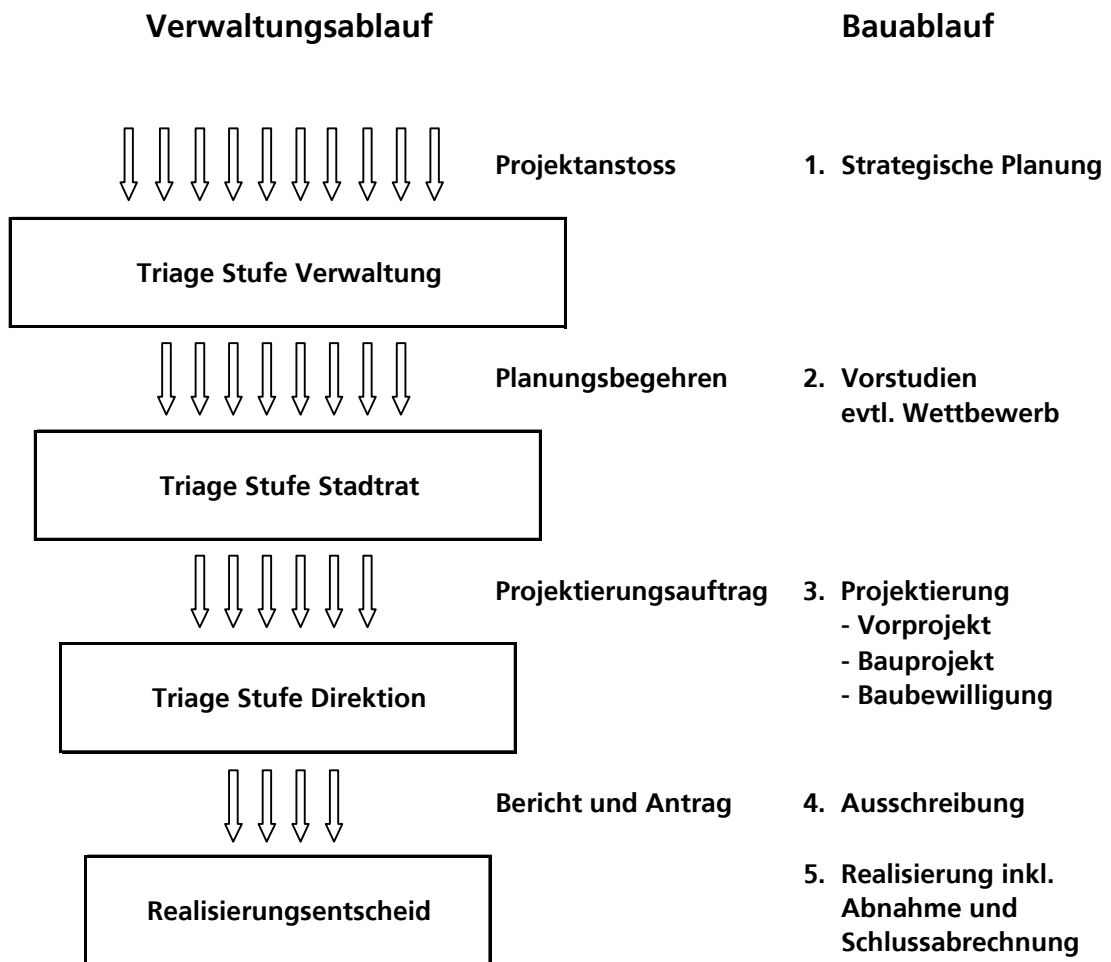 Verwaltungsablauf
Bauablauf
Projektanstoss
1. Strategische Planung
Triage Stufe Verwaltung
Planungsbegehren
2. Vorstudien
evtl. Wettbewerb
Triage Stufe Stadtrat
Projektierungsauftrag
3. Projektierung
- Vorprojekt
- Bauprojekt
- Baubewilligung
Triage Stufe Direktion
Bericht und Antrag
4. Ausschreibung
Realisierungsentscheid
5. Realisierung inkl.
Abnahme und
Schlussabrechnung